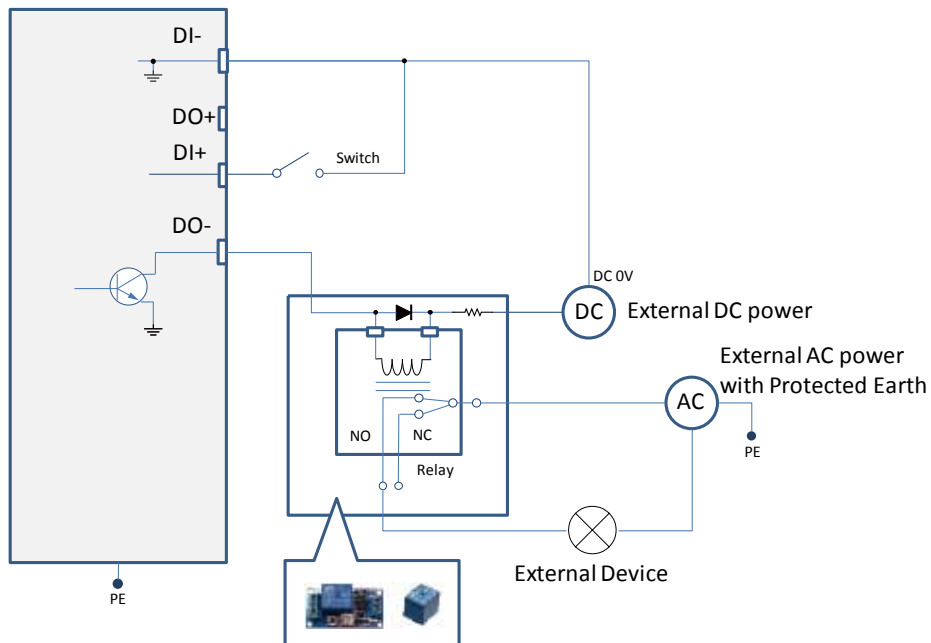 DI-
DO+
DI+
Switch
DO-
DC 0V
DC
External DC power
External AC power
with Protected Earth
AC
NO
NC
PE
Relay
External Device
PE